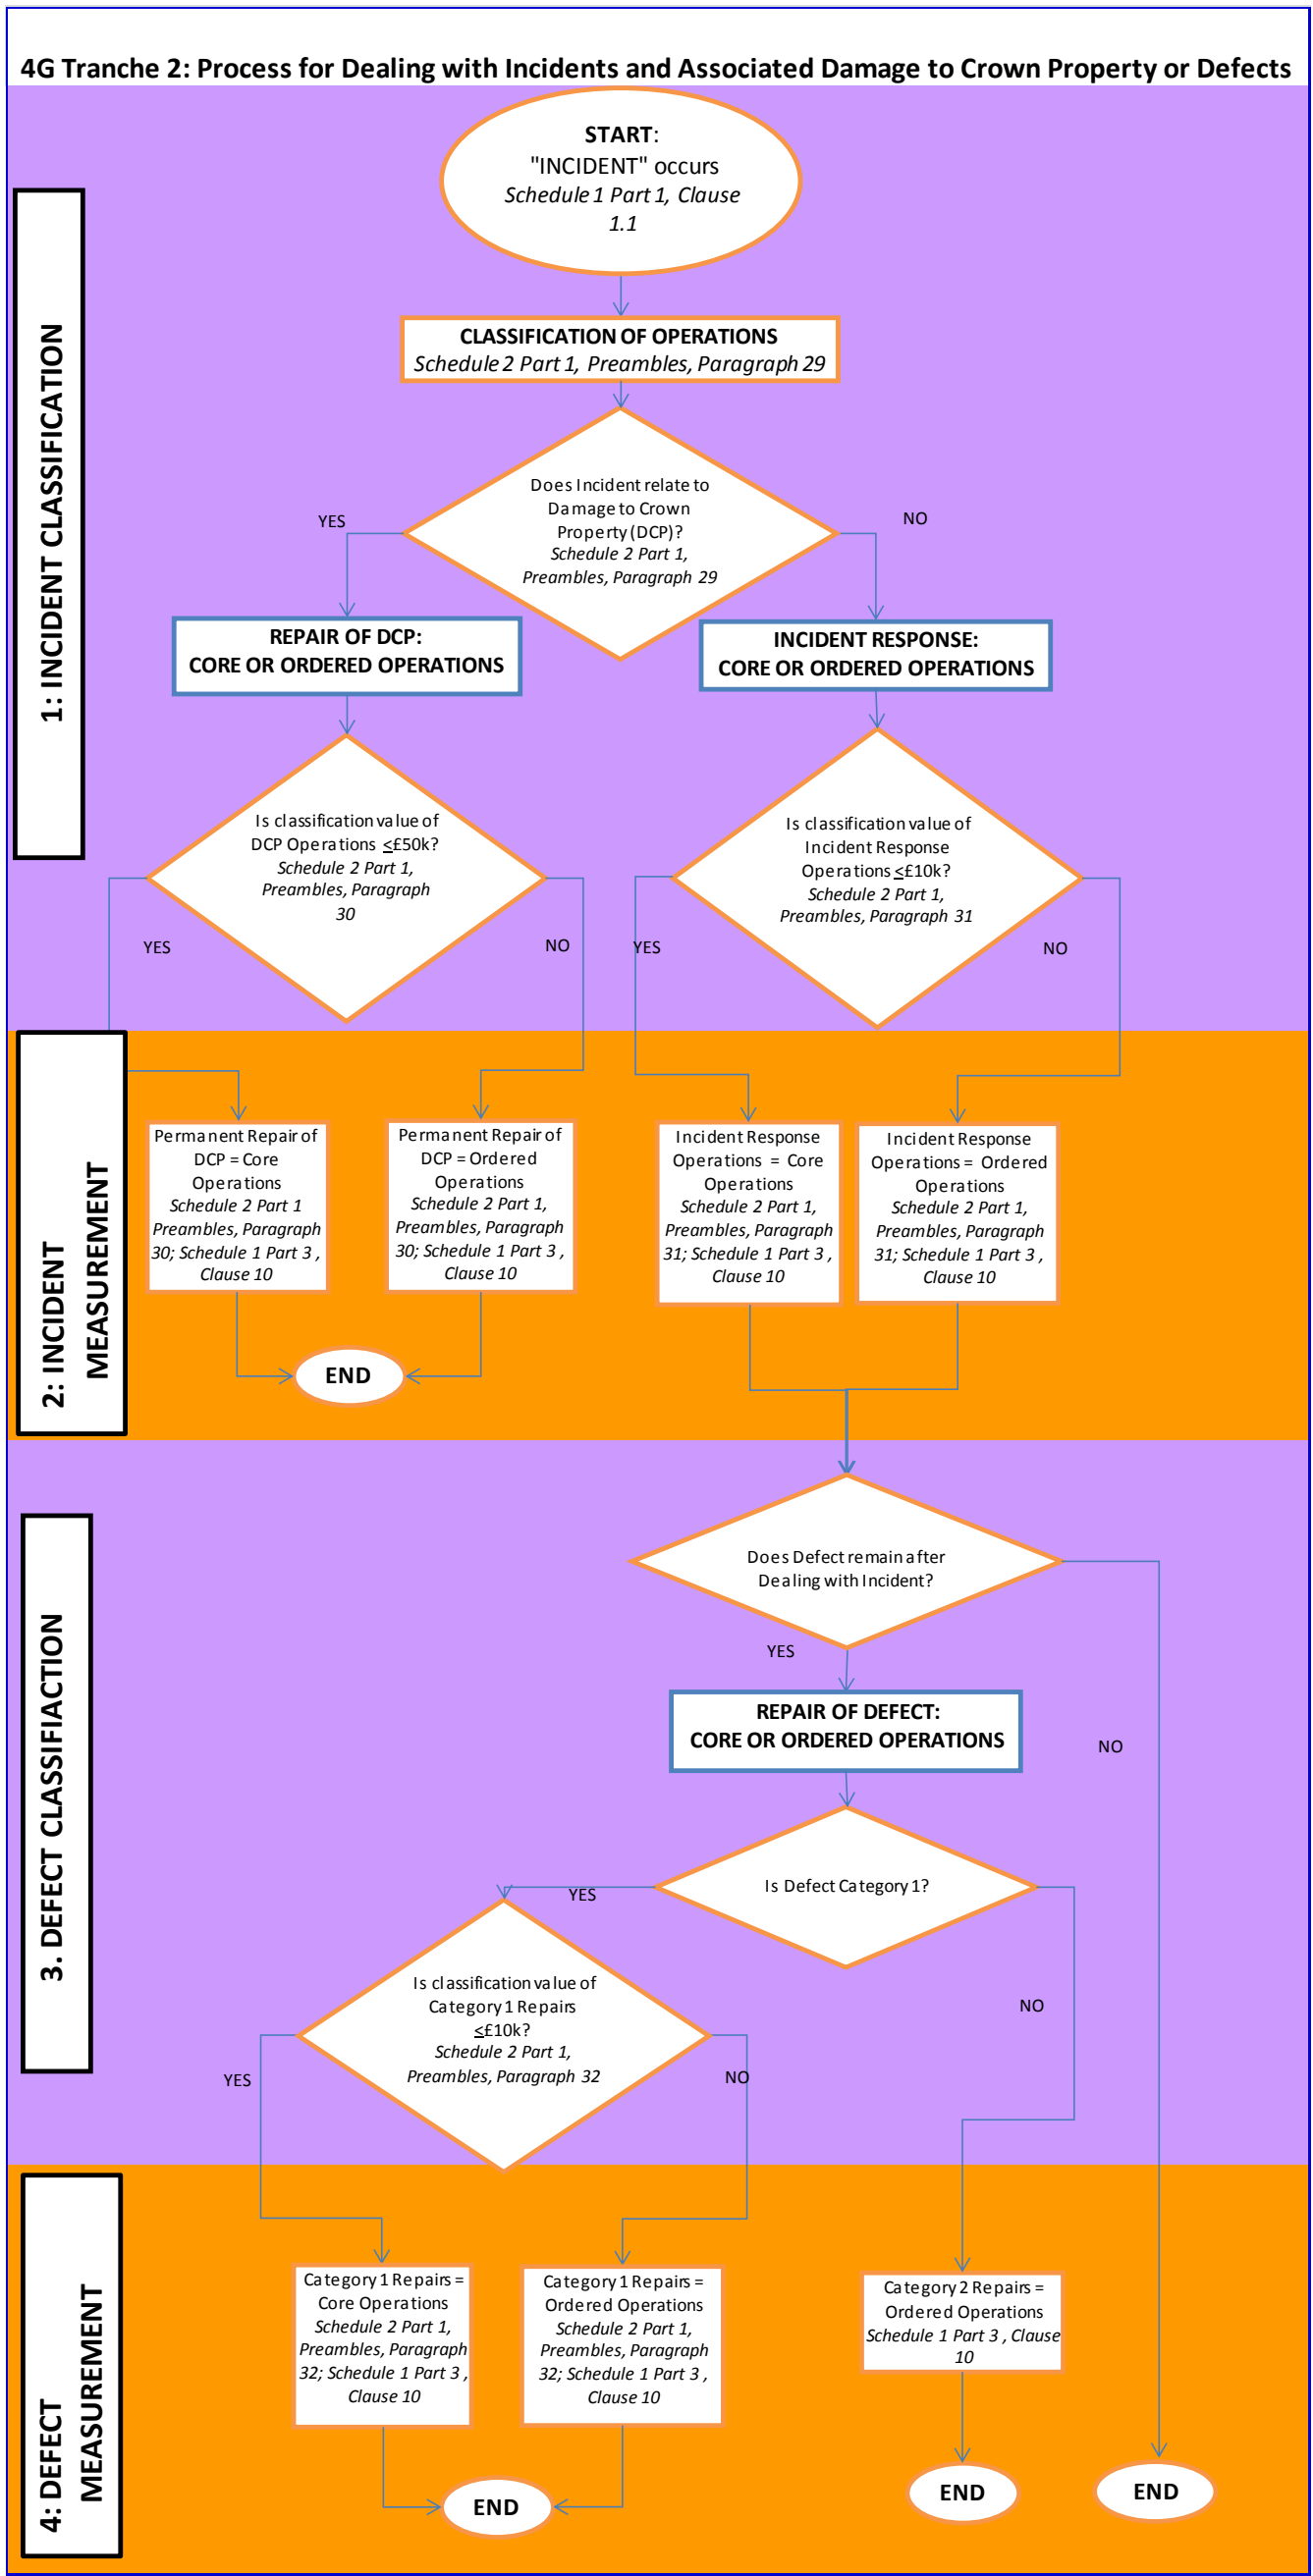 4G Tranche 2: Process for Dealing with Incidents and Associated Damage to Crown Property or Defects
1: INCIDENT CLASSIFICATION
START:
"INCIDENT" occurs
Schedule 1 Part 1, Clause
1.1
CLASSIFICATION OF OPERATIONS
Schedule 2 Part 1, Preambles, Paragraph 29
Does Incident relate to
Damage to Crown
Property (DCP)?
Schedule 2 Part 1,
Preambles, Paragraph 29
YES
NO
REPAIR OF DCP:
CORE OR ORDERED OPERATIONS
INCIDENT RESPONSE:
CORE OR ORDERED OPERATIONS
Is classification value of
DCP Operations ≤£50k?
Schedule 2 Part 1,
Preambles, Paragraph
30
YES
NO
Is classification value of
Incident Response
Operations ≤£10k?
Schedule 2 Part 1,
Preambles, Paragraph 31
YES
NO
2: INCIDENT
MEASUREMENT
Permanent Repair of
DCP = Core
Operations
Schedule 2 Part 1
Preambles, Paragraph
30; Schedule 1 Part 3 ,
Clause 10
Permanent Repair of
DCP = Ordered
Operations
Schedule 2 Part 1,
Preambles, Paragraph
30; Schedule 1 Part 3 ,
Clause 10
Incident Response
Operations = Core
Operations
Schedule 2 Part 1,
Preambles, Paragraph
31; Schedule 1 Part 3 ,
Clause 10
Incident Response
Operations = Ordered
Operations
Schedule 2 Part 1,
Preambles, Paragraph
31; Schedule 1 Part 3 ,
Clause 10
END
3. DEFECT CLASSIFIACTION
Does Defect remain after
Dealing with Incident?
YES
NO
REPAIR OF DEFECT:
CORE OR ORDERED OPERATIONS
Is Defect Category 1?
YES
NO
Is classification value of
Category 1 Repairs
≤£10k?
Schedule 2 Part 1,
Preambles, Paragraph 32
YES
NO
4: DEFECT
MEASUREMENT
Category 1 Repairs =
Core Operations
Schedule 2 Part 1,
Preambles, Paragraph
32; Schedule 1 Part 3 ,
Clause 10
Category 1 Repairs =
Ordered Operations
Schedule 2 Part 1,
Preambles, Paragraph
32; Schedule 1 Part 3 ,
Clause 10
Category 2 Repairs =
Ordered Operations
Schedule 1 Part 3 , Clause
10
END
END
END